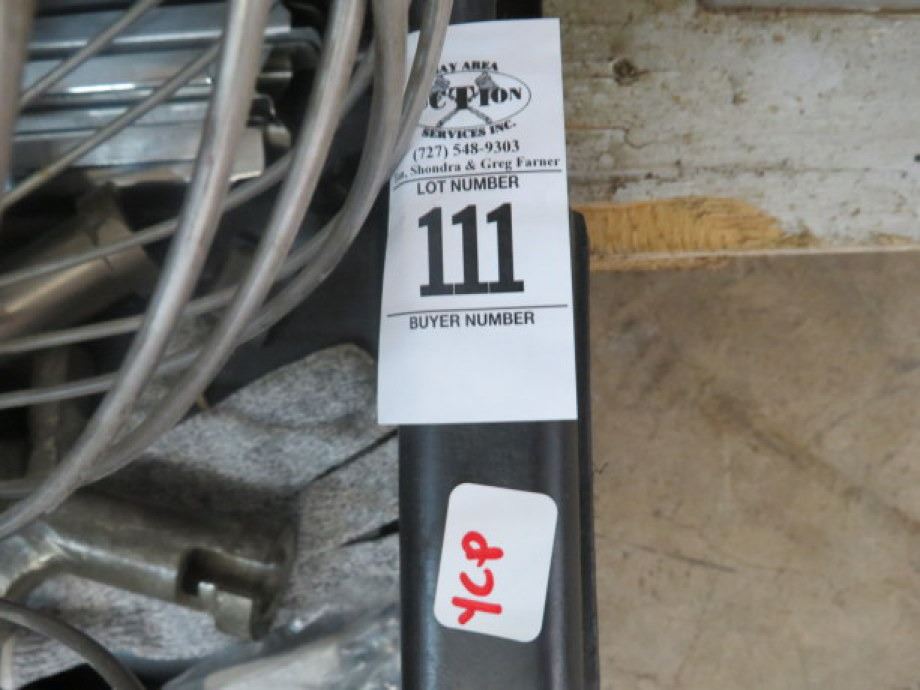 AY AREA
CTION
SERVICES INC.
(727) 548-9303
Shondra & Greg Farner
LOT NUMBER
111
BUYER NUMBER
YCP